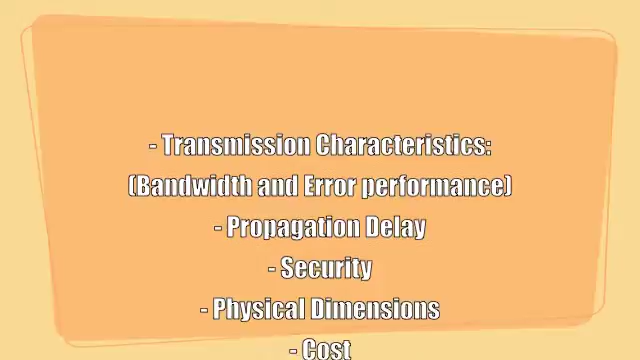 - Transmission Characteristics:
(Bandwidth and Error performance)
- Propagation Delay
- Security
- Physical Dimensions
- Cost